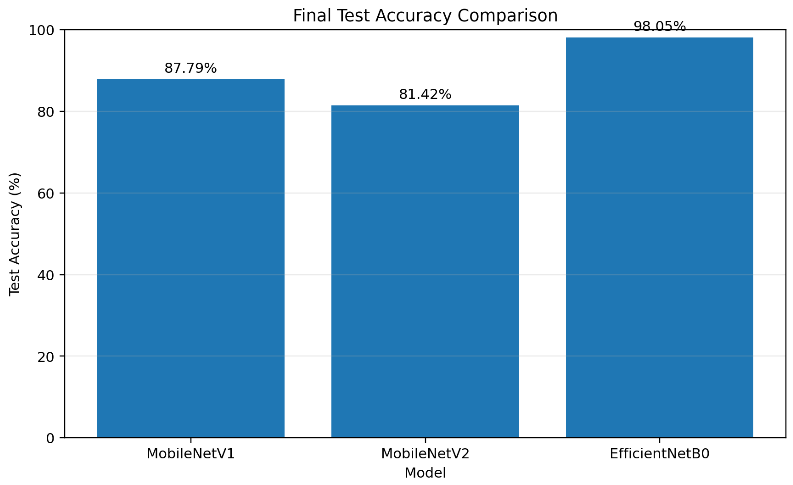 Final Test Accuracy Comparison
98.05%
100
87.79%
81.42%
80
60
40
20
0
Test Accuracy (%)
MobileNetV1 MobileNetV2 EfficientNetB0
Model